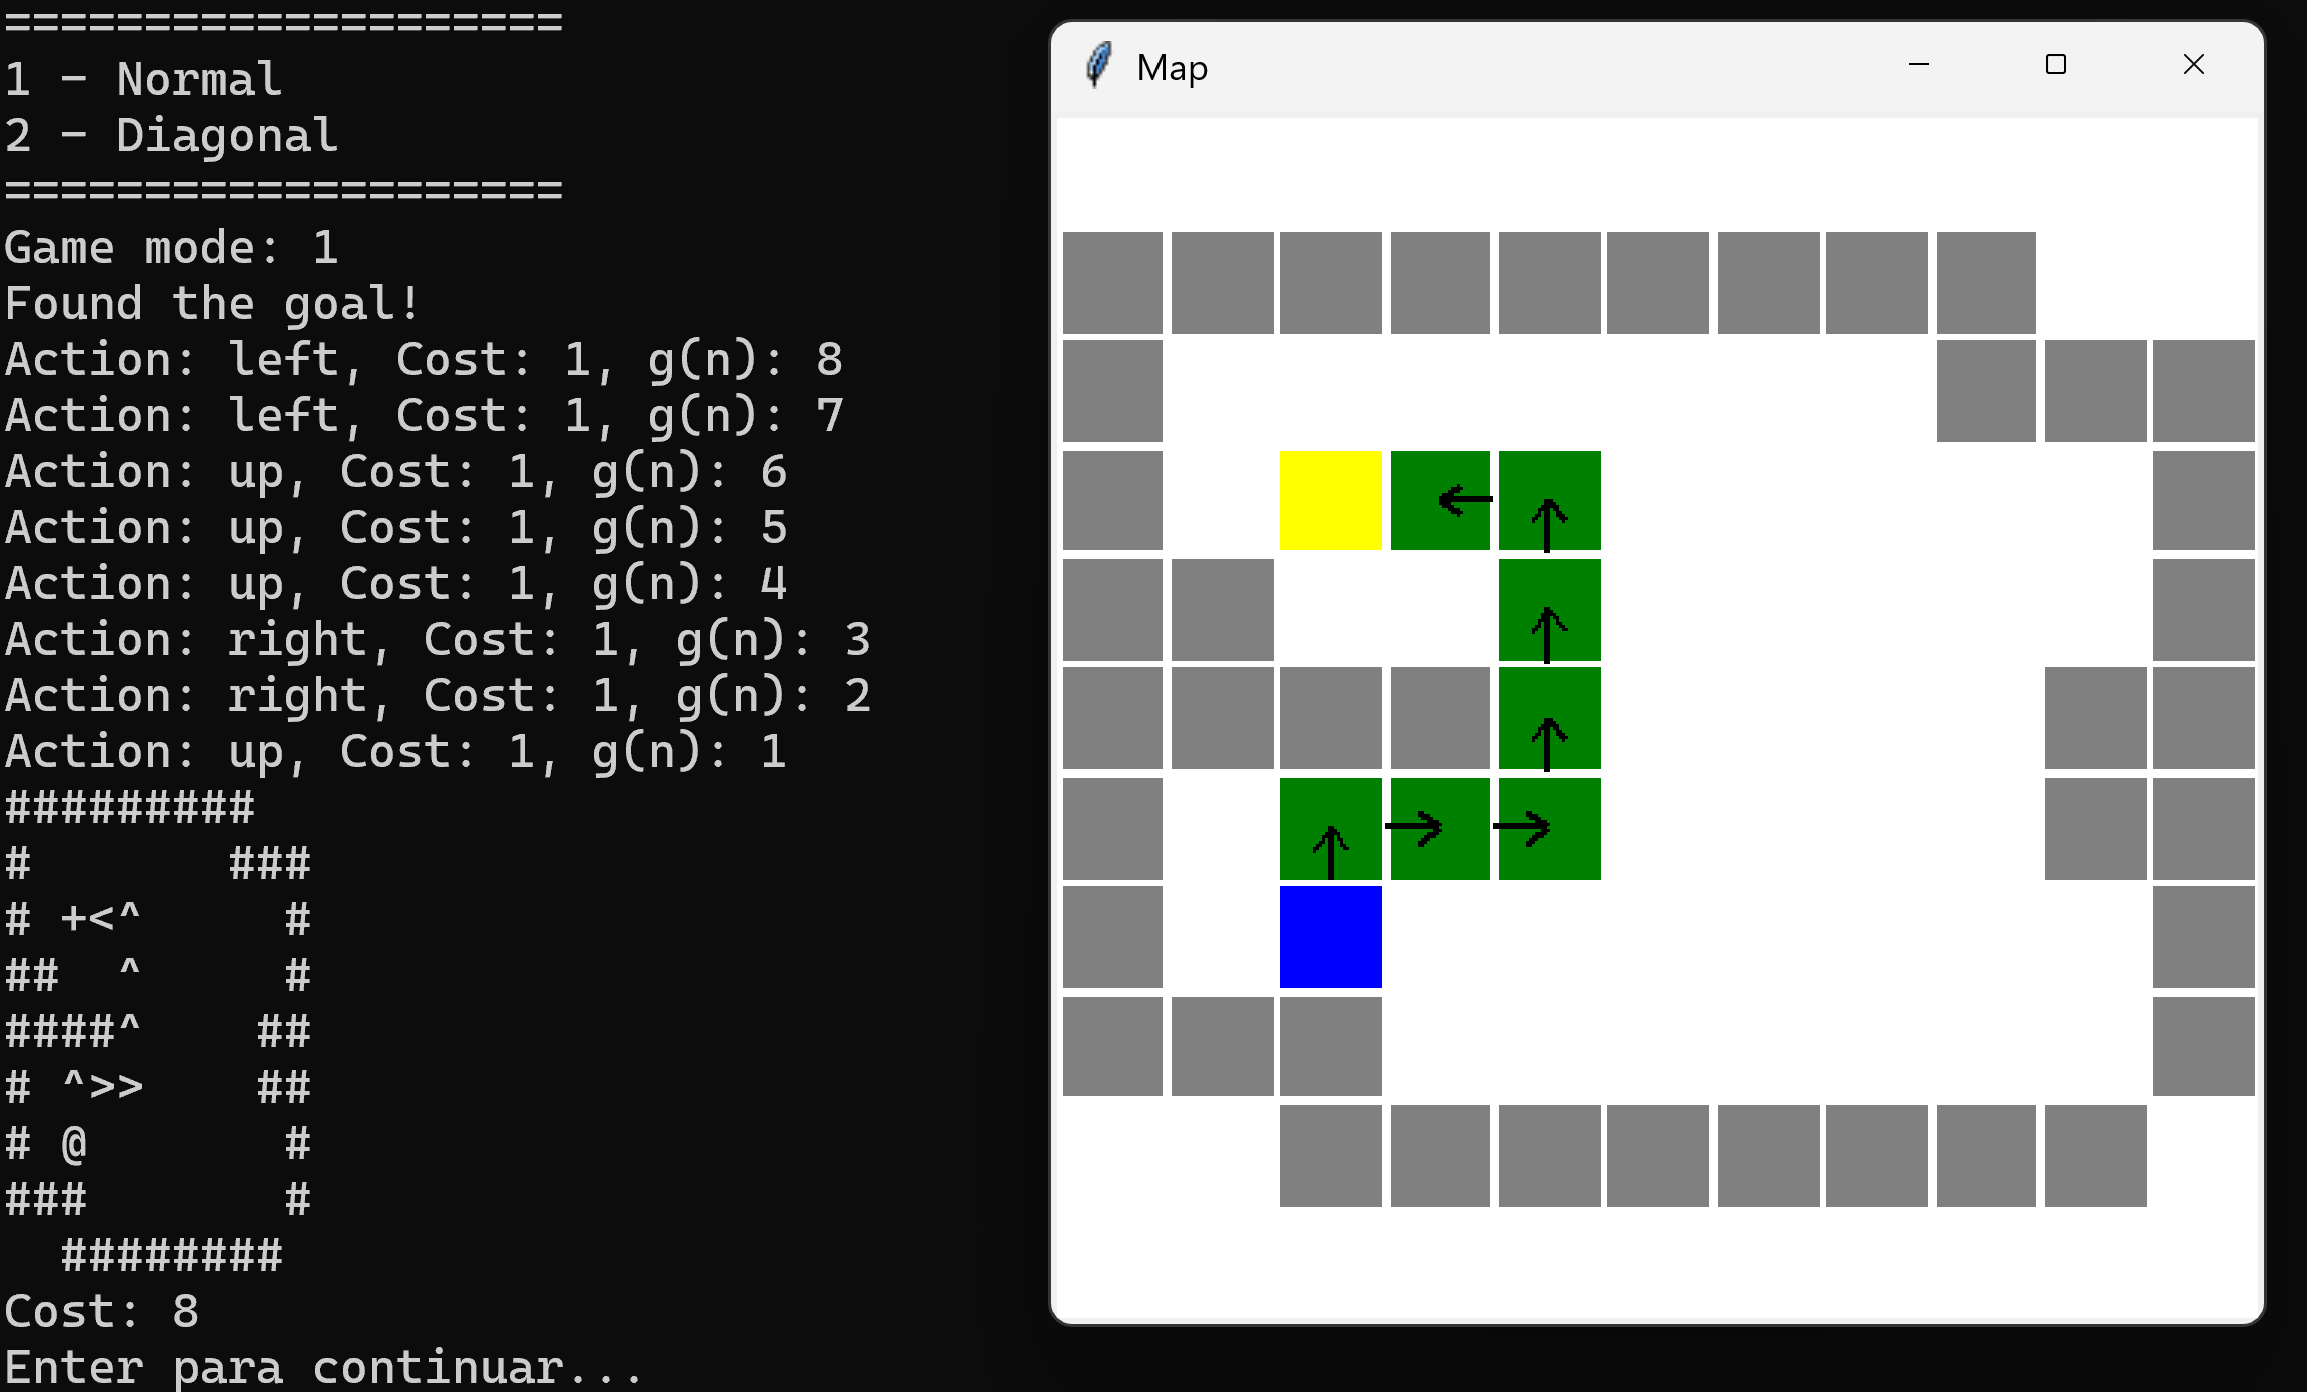 ====================
1 - Normal
2 - Diagonal
====================
Game mode: 1
Found the goal!
Action: left, Cost: 1, g(n): 8
Action: left, Cost: 1, g(n): 7
Action: up, Cost: 1, g(n): 6
Action: up, Cost: 1, g(n): 5
Action: up, Cost: 1, g(n): 4
Action: right, Cost: 1, g(n): 3
Action: right, Cost: 1, g(n): 2
Action: up, Cost: 1, g(n): 1
#########
#       ###
# +<^     #
##  ^     #
####^    ##
# ^>>    ##
# @       #
###       #
  ########
Cost: 8
Enter para continuar...
Map